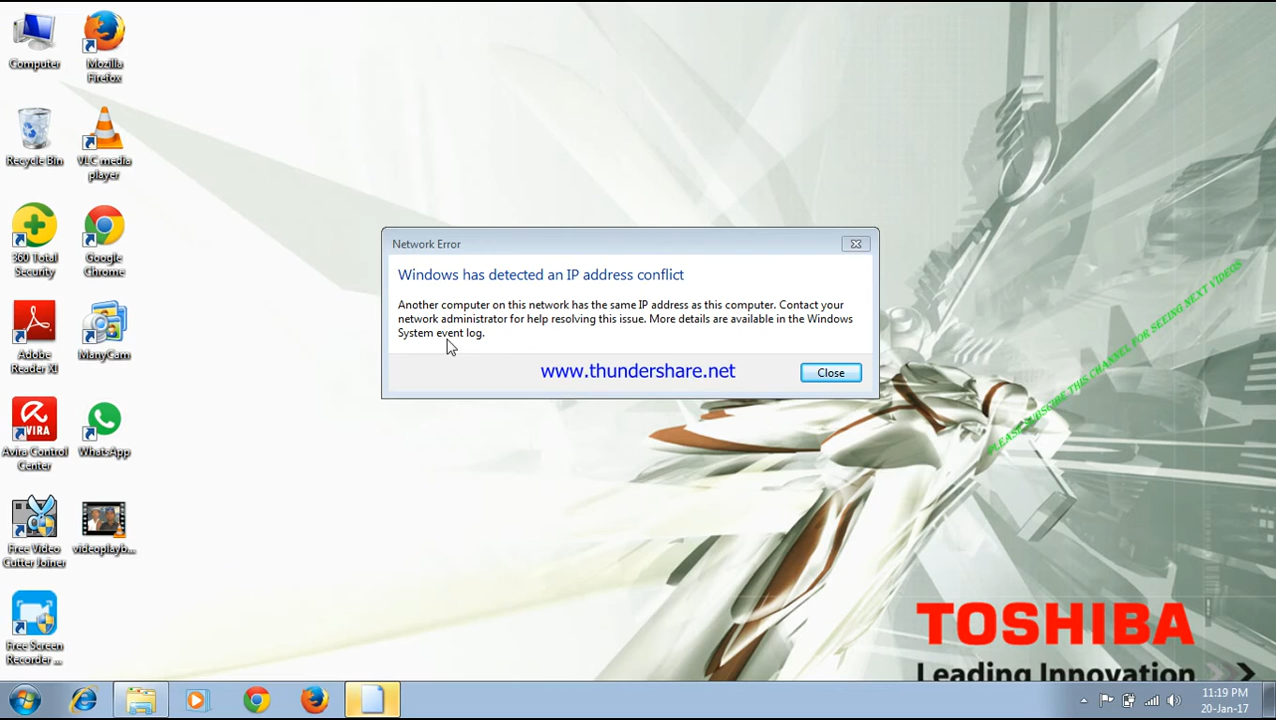 Computer
Mozilla
Firefox
Recycle Bin
VLC media
player
360 Total
Security
Google
Chrome
Adobe
Reader XI
ManyCam
Avira Control
Center
WhatsApp
Free Video
Cutter Joiner
videoplayb...
Free Screen
Recorder ...
Network Error
Windows has detected an IP address conflict
Another computer on this network has the same IP address as this computer. Contact your
network administrator for help resolving this issue. More details are available in the Windows
System event log.
www.thundershare.net
Close
PLEASE SUBSCIBE THIS CHANNEL FOR SEEING NEXT VIDEOS
TOSHIBA
Leading Innovation
VIRA
11:19 PM
20-Jan-17